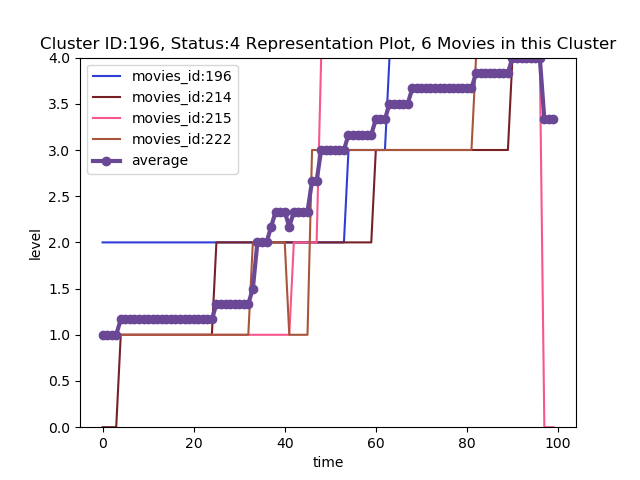 Cluster ID:196, Status:4 Representation Plot, 6 Movies in this Cluster
movies_id:196
movies_id:214
movies_id:215
movies_id:222
average
level
4.0
3.5
3.0
2.5
2.0
1.5
1.0
0.5
0.0
0 20 40 60 80 100
time